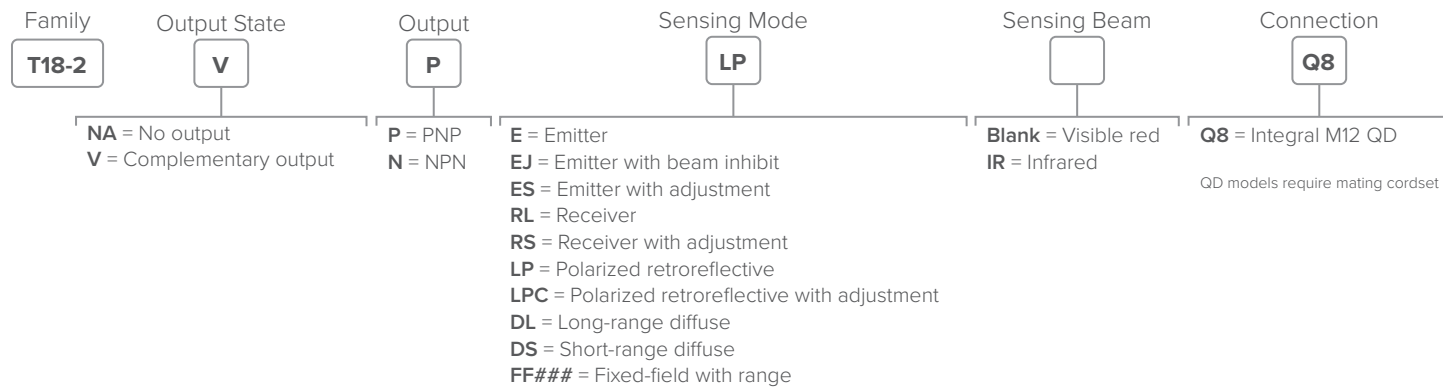 Family
Output State
Output
Sensing Mode
Sensing Beam
Connection
T18-2
V
P
LP
Q8
NA = No output
V = Complementary output
P = PNP
N = NPN
E = Emitter
EJ = Emitter with beam inhibit
ES = Emitter with adjustment
RL = Receiver
RS = Receiver with adjustment
LP = Polarized retroreflective
LPC = Polarized retroreflective with adjustment
DL = Long-range diffuse
DS = Short-range diffuse
FF### = Fixed-field with range
Blank = Visible red
IR = Infrared
Q8 = Integral M12 QD
QD models require mating cordset